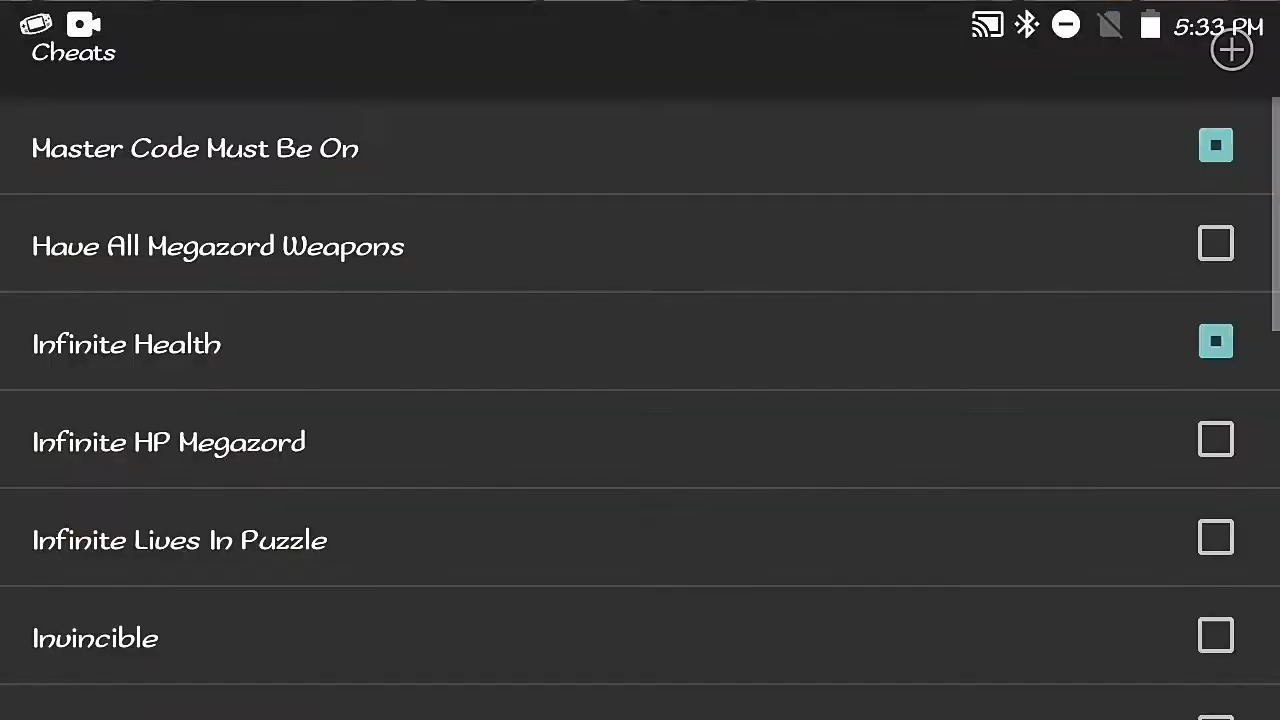 5:33 PM
Cheats
Master Code Must Be On
Have All Megazord Weapons
Infinite Health
Infinite HP Megazord
Infinite Lives In Puzzle
Invincible